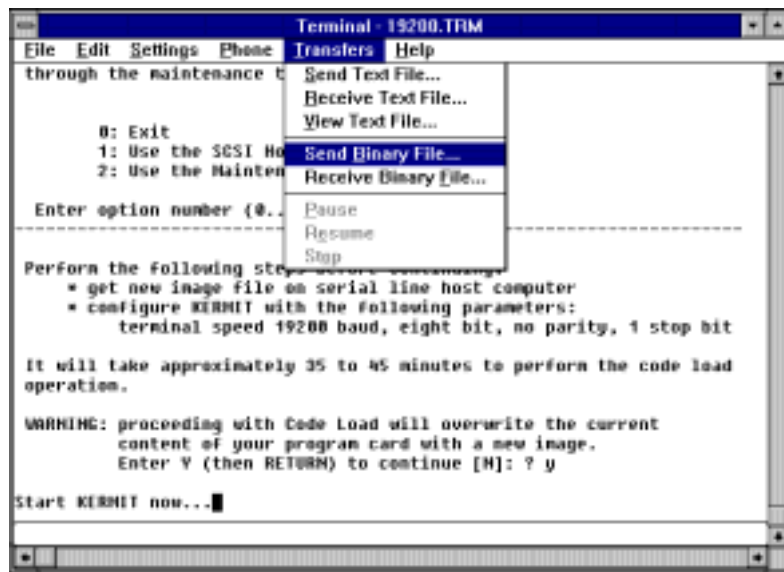 Terminal - 19200.TRM
File Edit Settings Phone Transfers Help
through the maintenance t
0: Exit
1: Use the SCSI Ho
2: Use the Mainten
Enter option number (0..
Send Text File...
Receive Text File...
View Text File...
Send Binary File...
Receive Binary File...
Pause
Resume
Stop
Perform the following steps before continuing:
* get new image file on serial line host computer
* configure KERMIT with the following parameters:
terminal speed 19200 baud, eight bit, no parity, 1 stop bit
It will take approximately 35 to 45 minutes to perform the code load
operation.
WARNING: proceeding with Code Load will overwrite the current
content of your program card with a new image.
Enter Y (then RETURN) to continue [N]: ? y
Start KERMIT now...